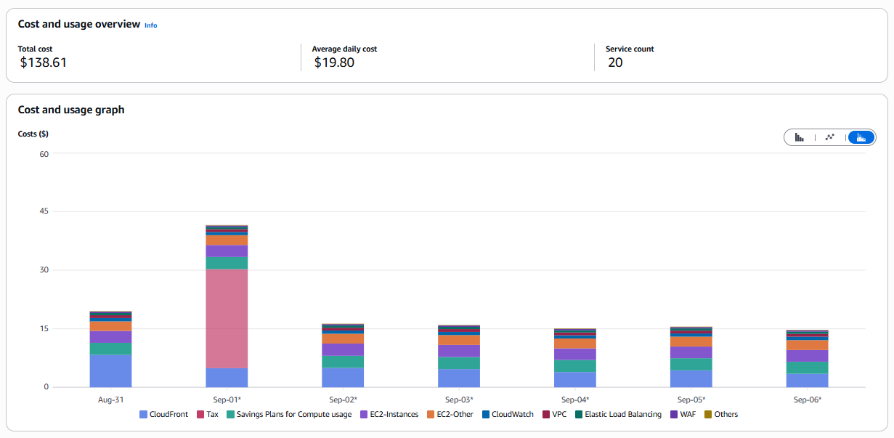 Cost and usage overview Info
Total cost
$138.61
Average daily cost
$19.80
Service count
20
Cost and usage graph
Costs ($)
60
45
30
15
0
Aug-31 Sep-01* Sep-02* Sep-03* Sep-04* Sep-05* Sep-06*
CloudFront Tax Savings Plans for Compute usage EC2-Instances EC2-Other CloudWatch VPC Elastic Load Balancing WAF Others